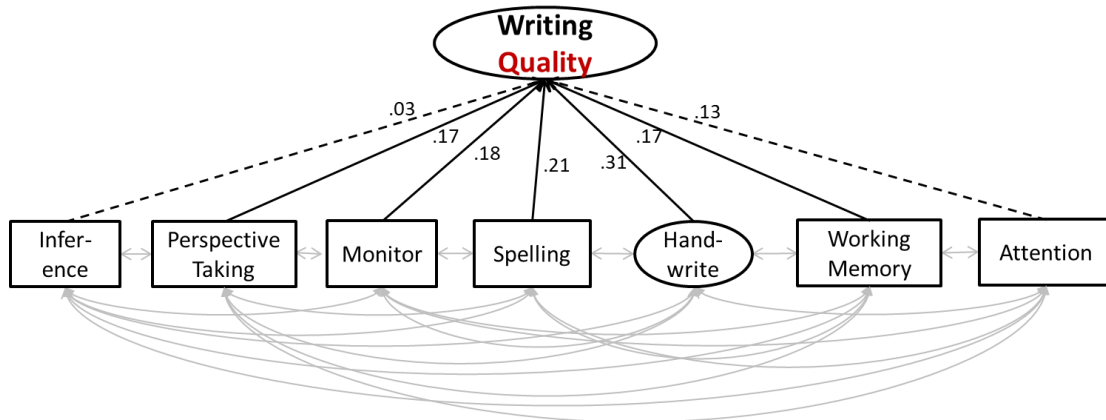 Writing
Quality
.03
.17
.18
.21
.31
.17
.13
Infer-
ence
Perspective
Taking
Monitor
Spelling
Hand-
write
Working
Memory
Attention